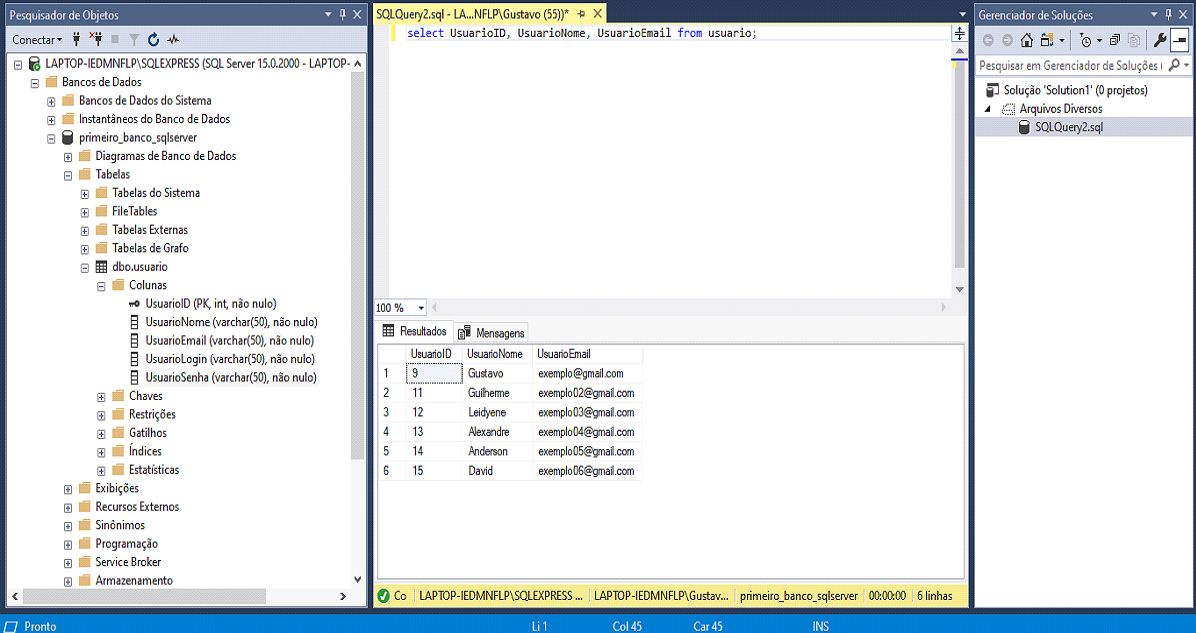 Pesquisador de Objetos
Conectar
LAPTOP-IEDMNFLP\SQLEXPRESS (SQL Server 15.0.2000 - LAPTOP-
Bancos de Dados
Bancos de Dados do Sistema
Instantâneos do Banco de Dados
primeiro_banco_sqlserver
Diagramas de Banco de Dados
Tabelas
Tabelas do Sistema
FileTables
Tabelas Externas
Tabelas de Grafo
dbo.usuario
Colunas
UsuarioID (PK, int, não nulo)
UsuarioNome (varchar(50), não nulo)
UsuarioEmail (varchar(50), não nulo)
UsuarioLogin (varchar(50), não nulo)
UsuarioSenha (varchar(50), não nulo)
Chaves
Restrições
Gatilhos
Índices
Estatísticas
Exibições
Recursos Externos
Sinônimos
Programação
Service Broker
Armazenamento
SQLQuery2.sql - LA...NFLP\Gustavo (55))*
select UsuarioID, UsuarioNome, UsuarioEmail from usuario;
100 %
Resultados Mensagens
UsuarioID UsuarioNome UsuarioEmail
1 9 Gustavo exemplo@gmail.com
2 11 Guilherme exemplo02@gmail.com
3 12 Leidyene exemplo03@gmail.com
4 13 Alexandre exemplo04@gmail.com
5 14 Anderson exemplo05@gmail.com
6 15 David exemplo06@gmail.com
Co LAPTOP-IEDMNFLP\SQLEXPRESS ... LAPTOP-IEDMNFLP\Gustav... primeiro_banco_sqlserver 00:00:00 6 linhas
Gerenciador de Soluções
Pesquisar em Gerenciador de Soluções (
Solução 'Solution1' (0 projetos)
Arquivos Diversos
SQLQuery2.sql
Pronto Li 1 Col 45 Car 45 INS